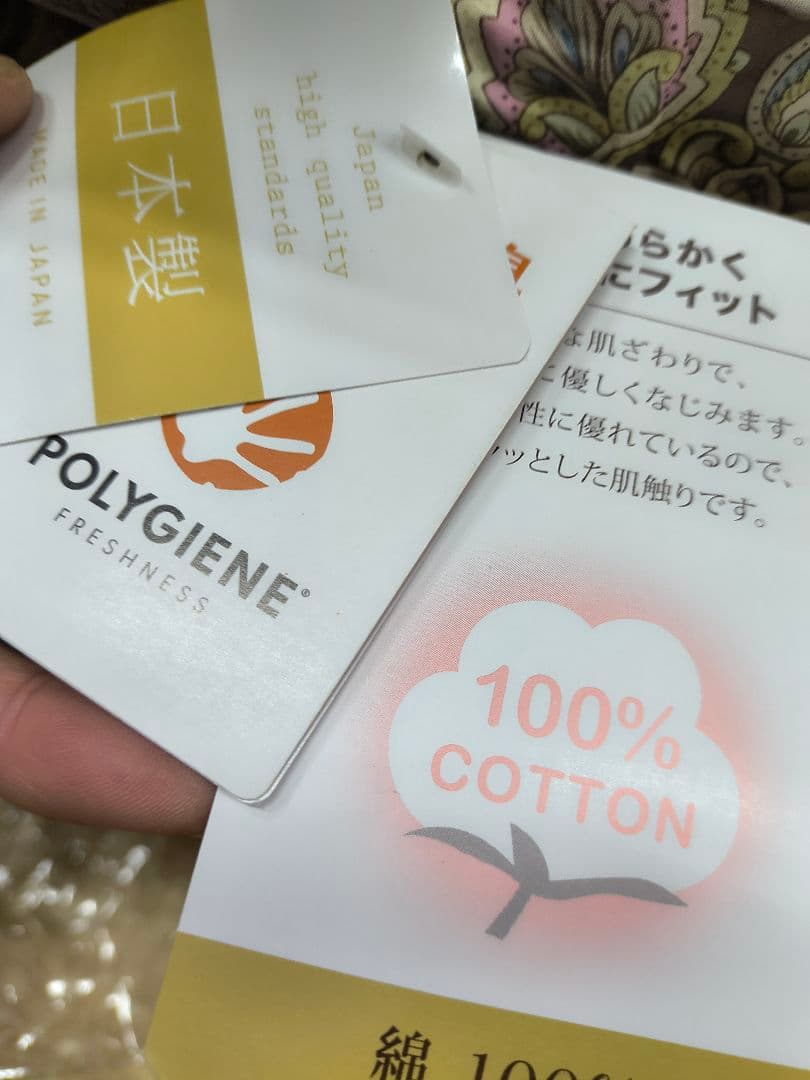 Japan
high quality
standards
日本製
MADE IN JAPAN
POLYGIENE®
FRESHNESS
らかく
にフィット
な肌ざわりで、
に優しくなじみます。
性に優れているので、
ッとした肌触りです。
100%
COTTON
綿 100%